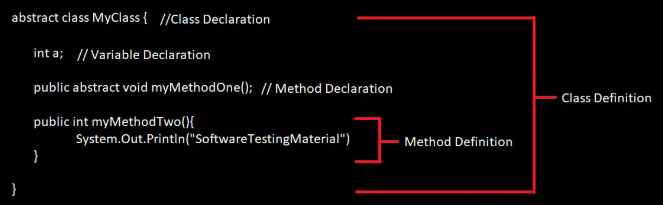 abstract class MyClass { //Class Declaration
int a; // Variable Declaration
public abstract void myMethodOne(); // Method Declaration
Class Definition
public int myMethodTwo(){
System.Out.Println("SoftwareTestingMaterial")
Method Definition
}
}